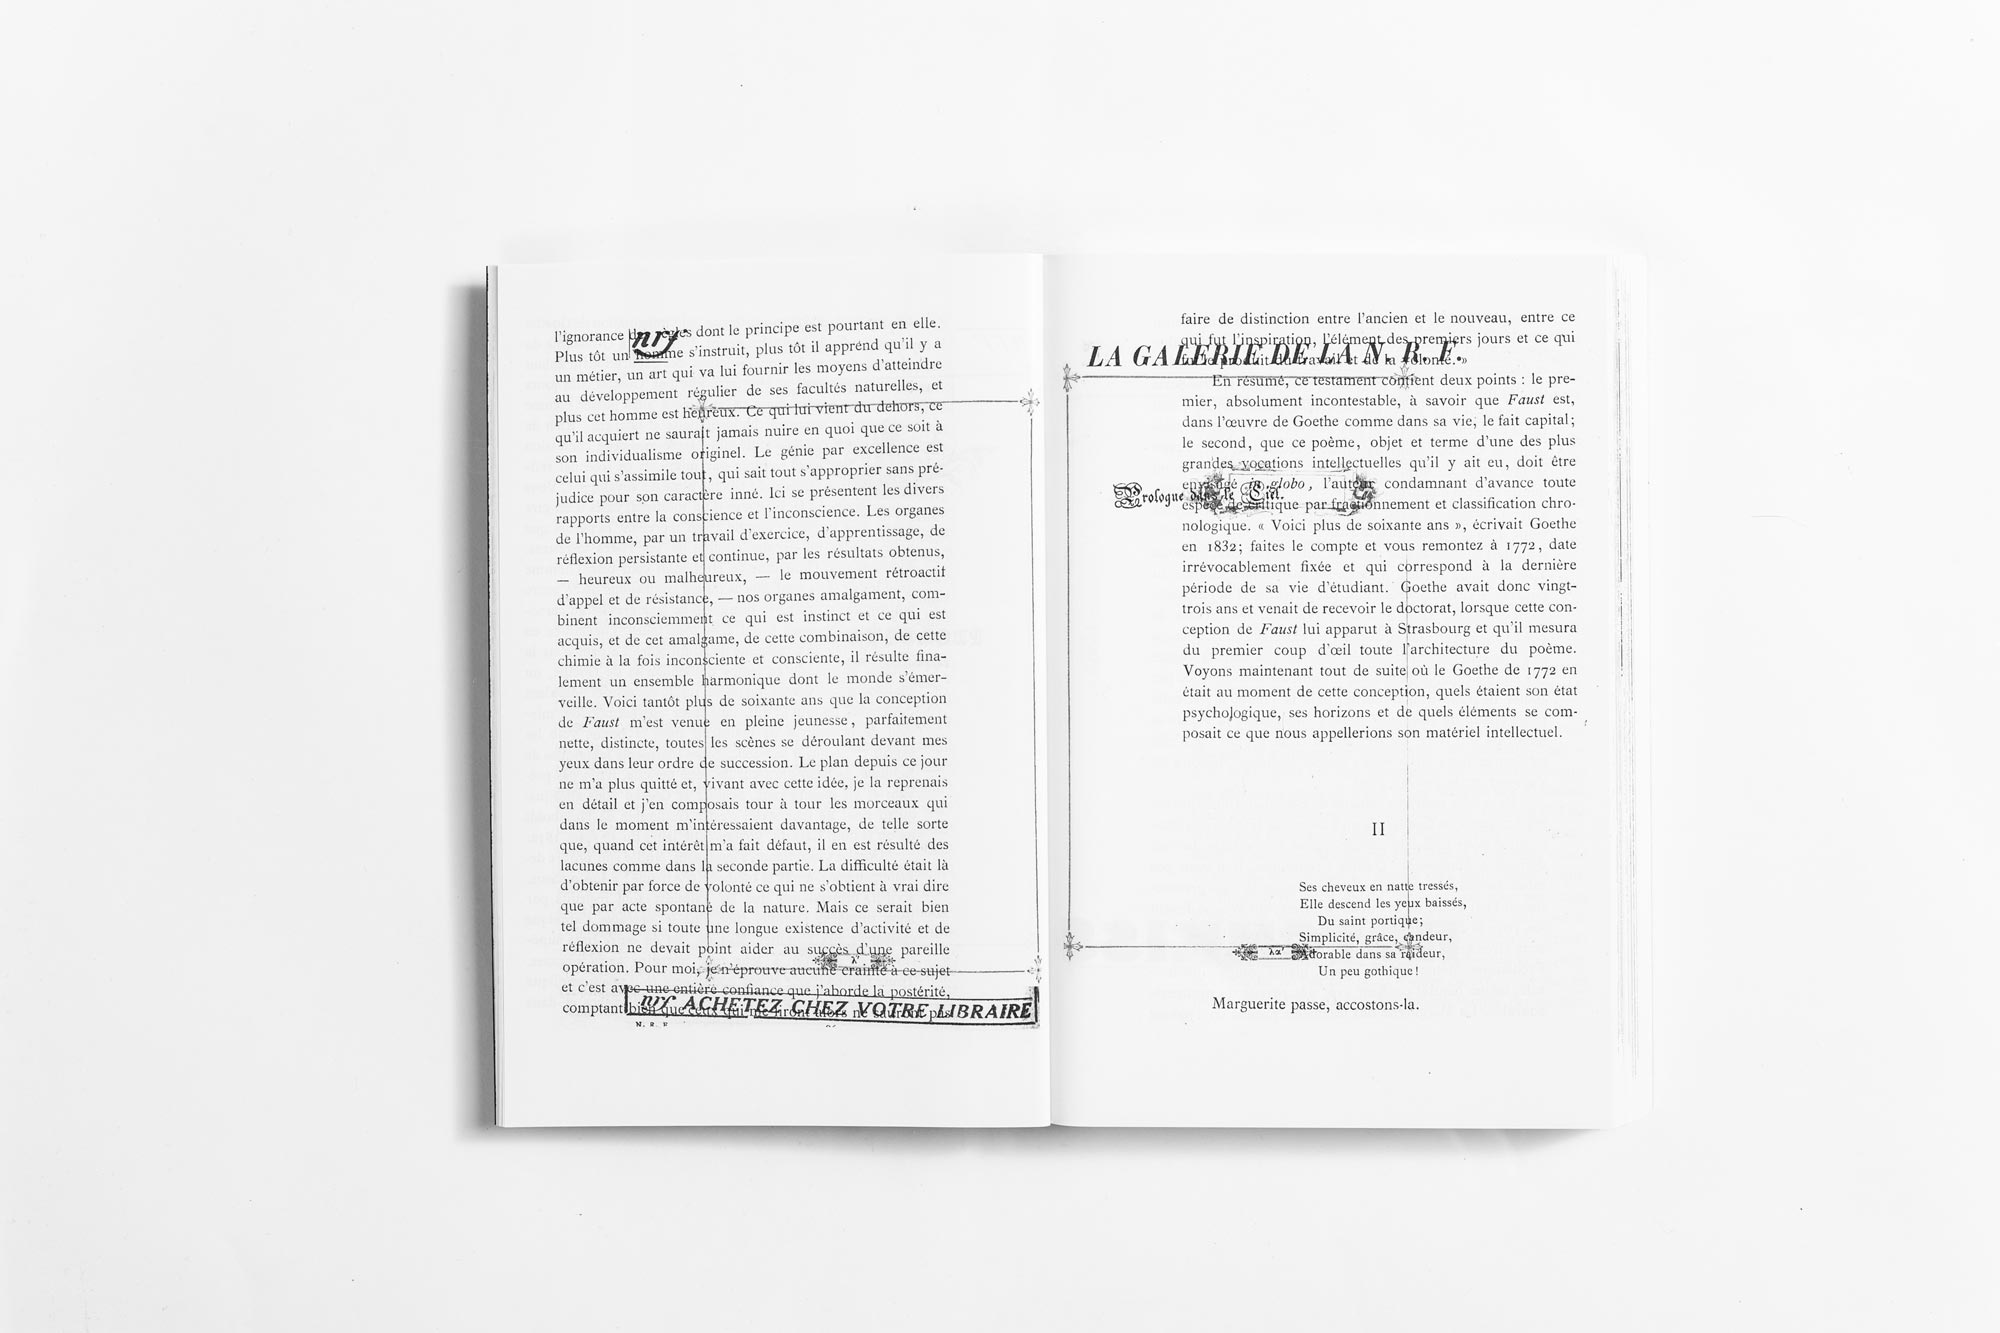 nrf
l'ignorance des règles dont le principe est pourtant en elle.
Plus tôt un homme s'instruit, plus tôt il apprend qu'il y a
un métier, un art qui va lui fournir les moyens d'atteindre
au développement régulier de ses facultés naturelles, et
plus cet homme est heureux. Ce qui lui vient du dehors, ce
qu'il acquiert ne saurait jamais nuire en quoi que ce soit à
son individualisme originel. Le génie par excellence est
celui qui s'assimile tout, qui sait tout s'approprier sans pré-
judice pour son caractère inné. Ici se présentent les divers
rapports entre la conscience et l'inconscience. Les organes
de l'homme, par un travail d'exercice, d'apprentissage, de
réflexion persistante et continue, par les résultats obtenus,
— heureux ou malheureux, — le mouvement rétroactif
d'appel et de résistance, — nos organes amalgament, com-
binent inconsciemment ce qui est instinct et ce qui est
acquis, et de cet amalgame, de cette combinaison, de cette
chimie à la fois inconsciente et consciente, il résulte fina-
lement un ensemble harmonique dont le monde s'émer-
veille. Voici tantôt plus de soixante ans que la conception
de Faust m'est venue en pleine jeunesse, parfaitement
nette, distincte, toutes les scènes se déroulant devant mes
yeux dans leur ordre de succession. Le plan depuis ce jour
ne m'a plus quitté et, vivant avec cette idée, je la reprenais
en détail et j'en composais tour à tour les morceaux qui
dans le moment m'intéressaient davantage, de telle sorte
que, quand cet intérêt m'a fait défaut, il en est résulté des
lacunes comme dans la seconde partie. La difficulté était là
d'obtenir par force de volonté ce qui ne s'obtient à vrai dire
que par acte spontané de la nature. Mais ce serait bien
tel dommage si toute une longue existence d'activité et de
réflexion ne devait point aider au succès d'une pareille
opération. Pour moi, je n'éprouve aucune crainte à ce sujet
et c'est avec une entière confiance que j'aborde la postérité,
comptant bien que ceux qui me liront alors ne sauront pas
nrf ACHETEZ CHEZ VOTRE LIBRAIRE
N. R. F.
faire de distinction entre l'ancien et le nouveau, entre ce
qui fut l'inspiration, l'élément des premiers jours et ce qui
fut le produit du travail et de la volonté. »
LA GALERIE DE LA N. R. F.
En résumé, ce testament contient deux points : le pre-
mier, absolument incontestable, à savoir que Faust est,
dans l'œuvre de Goethe comme dans sa vie, le fait capital;
le second, que ce poème, objet et terme d'une des plus
grandes vocations intellectuelles qu'il y ait eu, doit être
envisagé in globo, l'auteur condamnant d'avance toute
Prologue dans le Ciel.
espèce de critique par fractionnement et classification chro-
nologique. « Voici plus de soixante ans », écrivait Goethe
en 1832; faites le compte et vous remontez à 1772, date
irrévocablement fixée et qui correspond à la dernière
période de sa vie d'étudiant. Goethe avait donc vingt-
trois ans et venait de recevoir le doctorat, lorsque cette con-
ception de Faust lui apparut à Strasbourg et qu'il mesura
du premier coup d'œil toute l'architecture du poème.
Voyons maintenant tout de suite où le Goethe de 1772 en
était au moment de cette conception, quels étaient son état
psychologique, ses horizons et de quels éléments se com-
posait ce que nous appellerions son matériel intellectuel.
II
Ses cheveux en natte tressés,
Elle descend les yeux baissés,
Du saint portique;
Simplicité, grâce, candeur,
Adorable dans sa raideur,
Un peu gothique!
Marguerite passe, accostons-la.